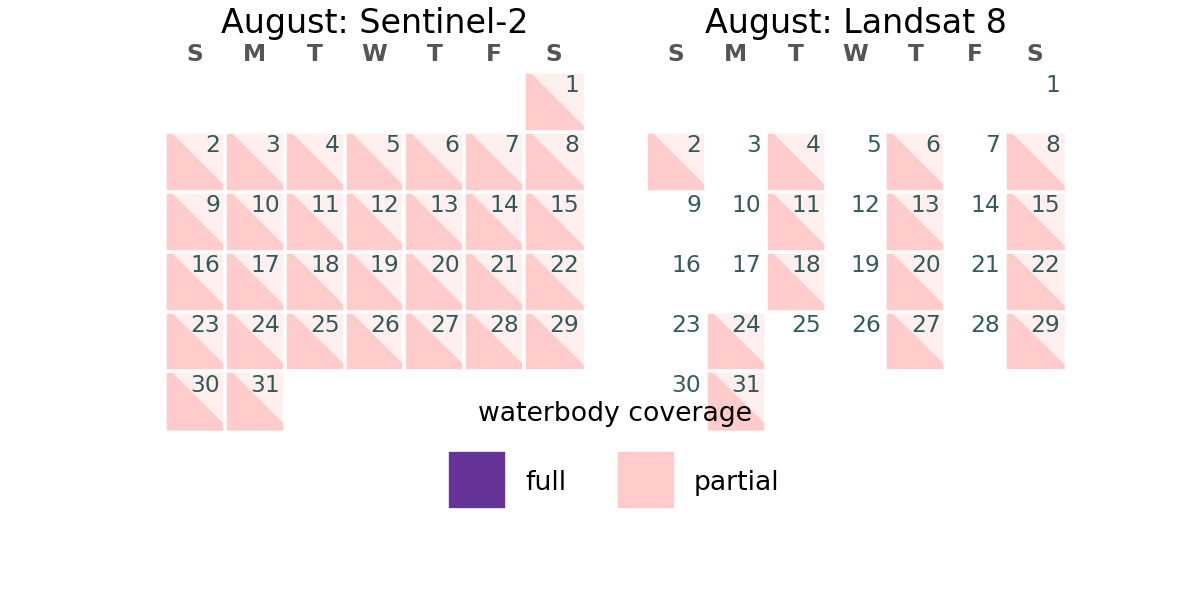 August: Sentinel-2
S M T W T F S
1
2 3 4 5 6 7 8
9 10 11 12 13 14 15
16 17 18 19 20 21 22
23 24 25 26 27 28 29
30 31
August: Landsat 8
S M T W T F S
1
2 3 4 5 6 7 8
9 10 11 12 13 14 15
16 17 18 19 20 21 22
23 24 25 26 27 28 29
30 31
waterbody coverage
full partial